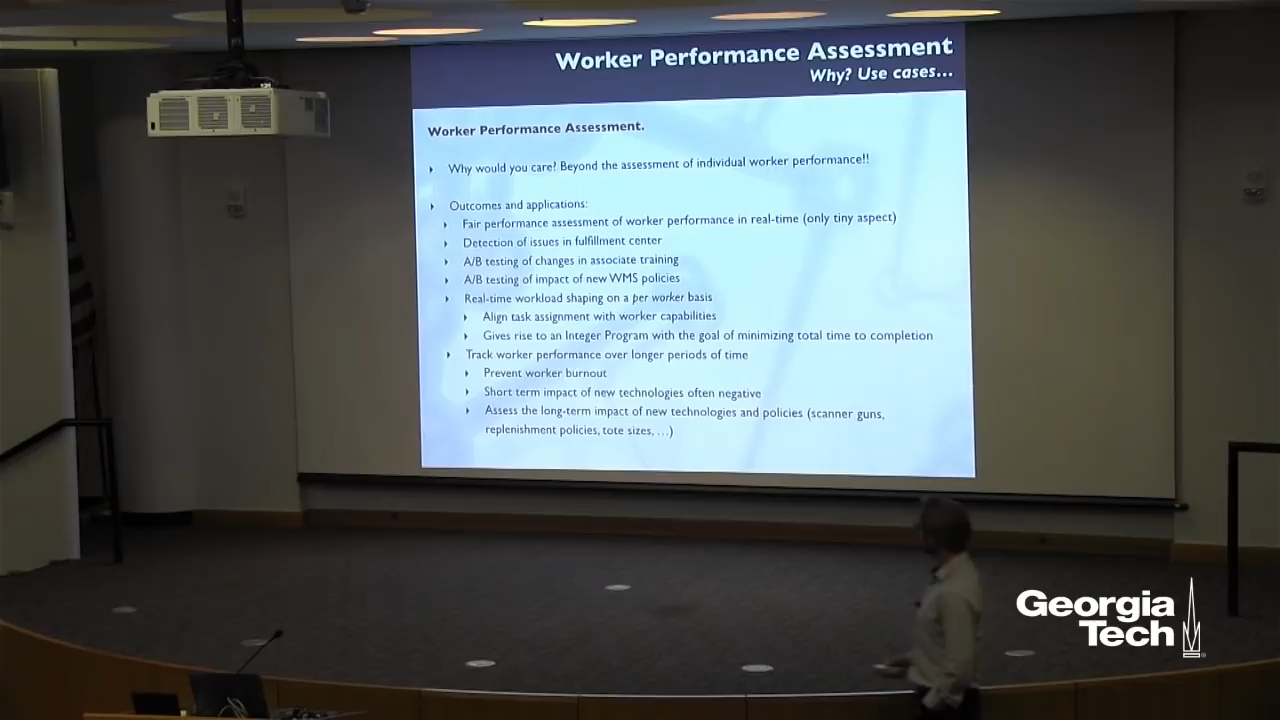 Worker Performance Assessment
Why? Use cases...
Worker Performance Assessment.
Why would you care? Beyond the assessment of individual worker performance!!
Outcomes and applications:
Fair performance assessment of worker performance in real-time (only tiny aspect)
Detection of issues in fulfillment center
A/B testing of changes in associate training
A/B testing of impact of new WMS policies
Real-time workload shaping on a per worker basis
Align task assignment with worker capabilities
Gives rise to an Integer Program with the goal of minimizing total time to completion
Track worker performance over longer periods of time
Prevent worker burnout
Short term impact of new technologies often negative
Assess the long-term impact of new technologies and policies (scanner guns,
replenishment policies, tote sizes, ...)
Georgia
Tech